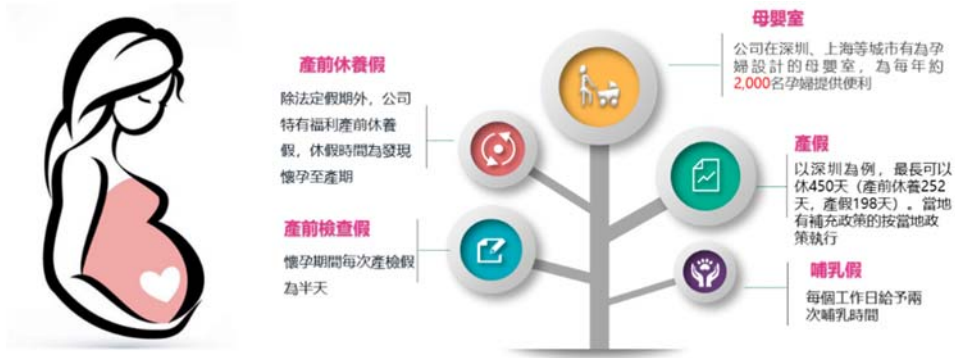 母嬰室
公司在深圳、上海等城市有為孕
婦設計的母嬰室，為每年約
2,000名孕婦提供便利
產前休養假
除法定假期外，公司
特有福利產前休養
假，休假時間為發現
懷孕至產期
產假
以深圳為例，最長可以
休450天（產前休養252
天，產假198天）。當地
有補充政策的按當地政
策執行
產前檢查假
懷孕期間每次產檢假
為半天
哺乳假
每個工作日給予兩
次哺乳時間